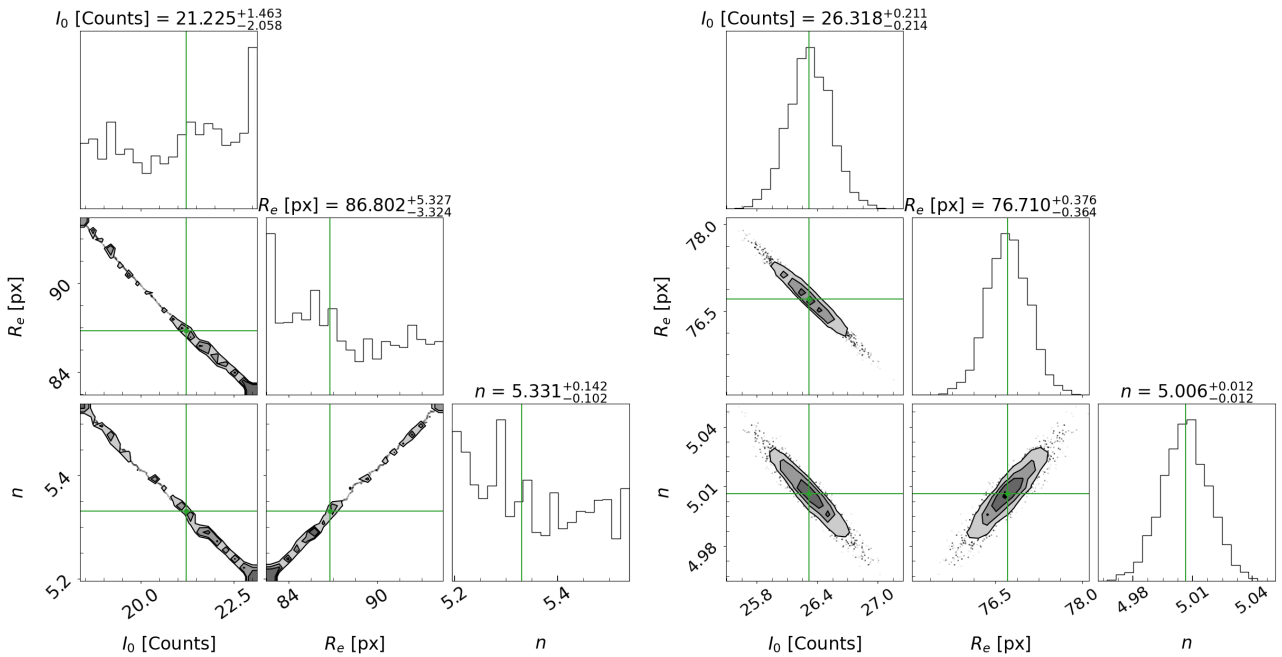 I₀ [Counts] = 21.225 +1.463 −2.058
I₀ [Counts] = 26.318 +0.211 −0.214
Rₑ [px] = 86.802 +5.327 −3.324
Rₑ [px] = 76.710 +0.376 −0.364
Rₑ [px]
90
84
Rₑ [px]
78.0
76.5
n = 5.331 +0.142 −0.102
n = 5.006 +0.012 −0.012
n
5.4
5.2
n
5.04
5.01
4.98
20.0 22.5 84 90 5.2 5.4
25.8 26.4 27.0 76.5 78.0 4.98 5.01 5.04
I₀ [Counts] Rₑ [px] n
I₀ [Counts] Rₑ [px] n